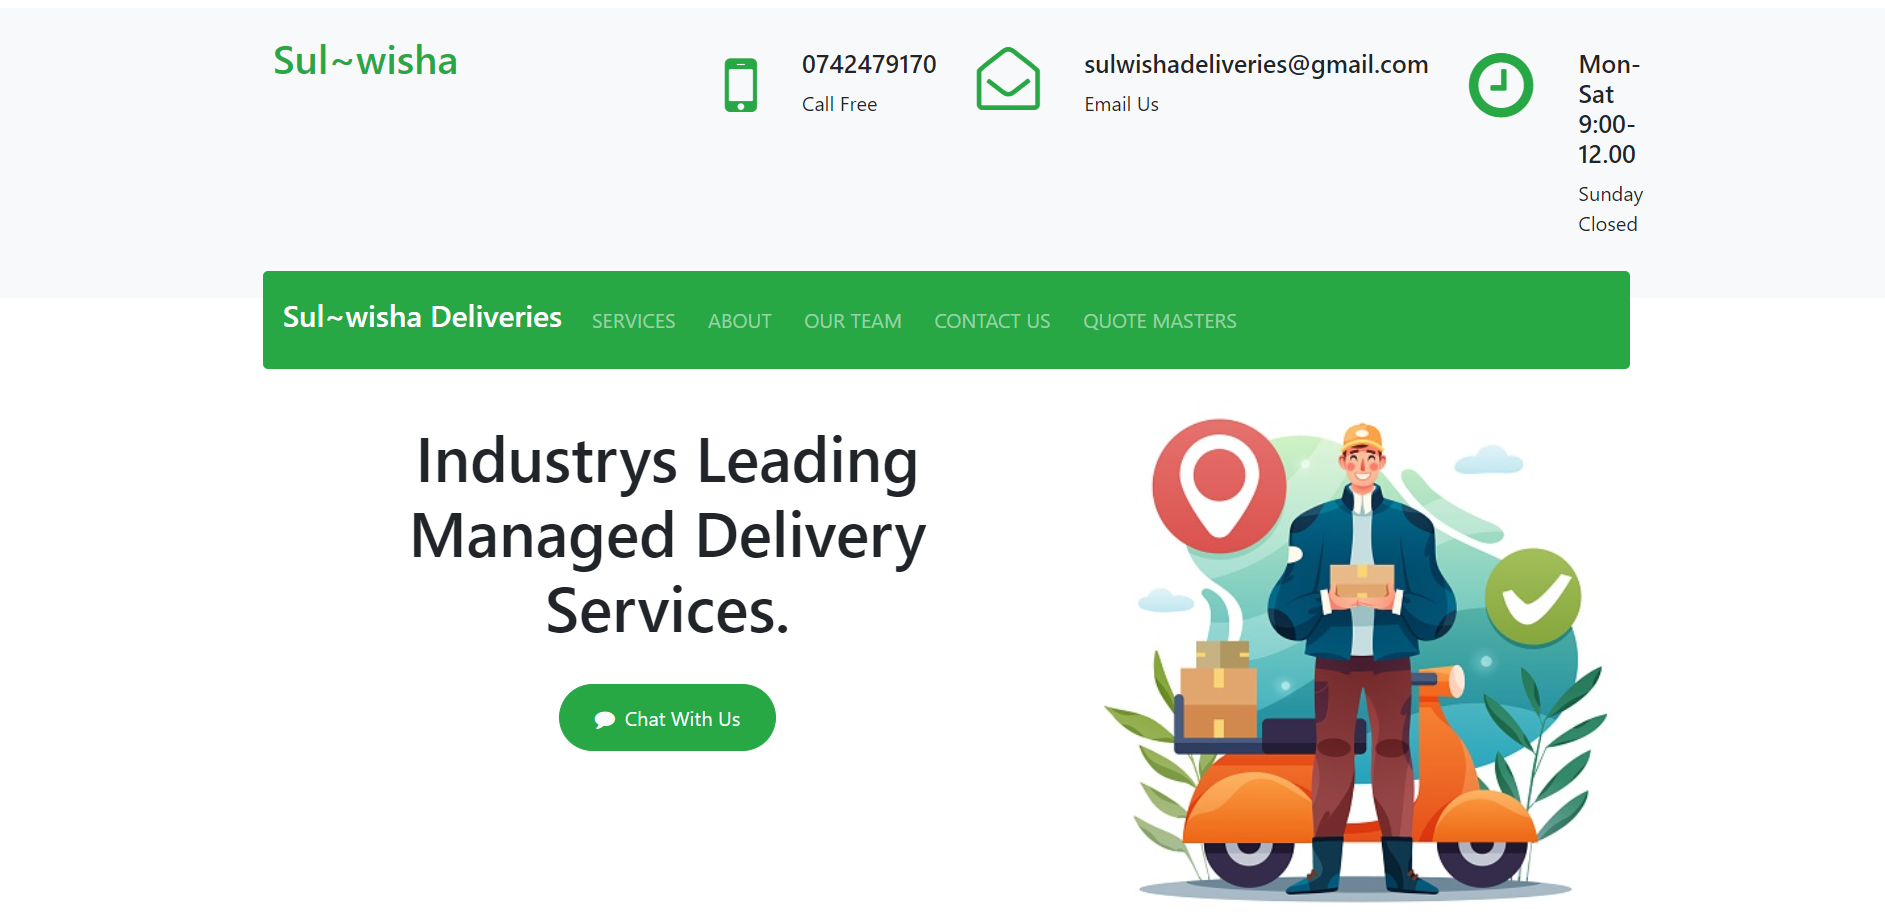 Sul~wisha
0742479170
Call Free
sulwishadeliveries@gmail.com
Email Us
Mon-
Sat
9:00-
12.00
Sunday
Closed
Sul~wisha Deliveries SERVICES ABOUT OUR TEAM CONTACT US QUOTE MASTERS
Industrys Leading
Managed Delivery
Services.
Chat With Us